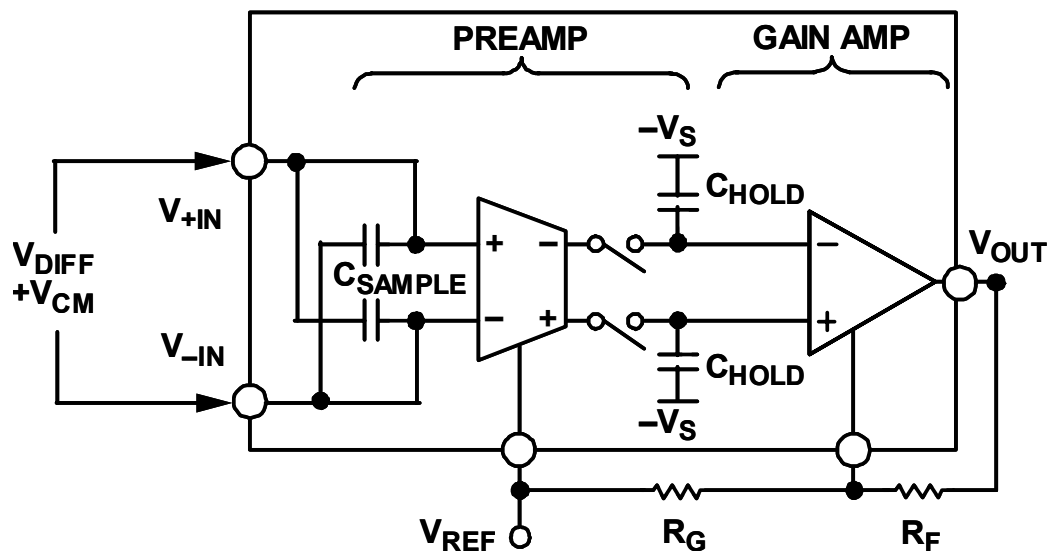 PREAMP
GAIN AMP
–VS
CHOLD
V+IN
VOUT
+
–
–
VDIFF
+VCM
CSAMPLE
–
+
+
V–IN
CHOLD
–VS
VREF
RG
RF